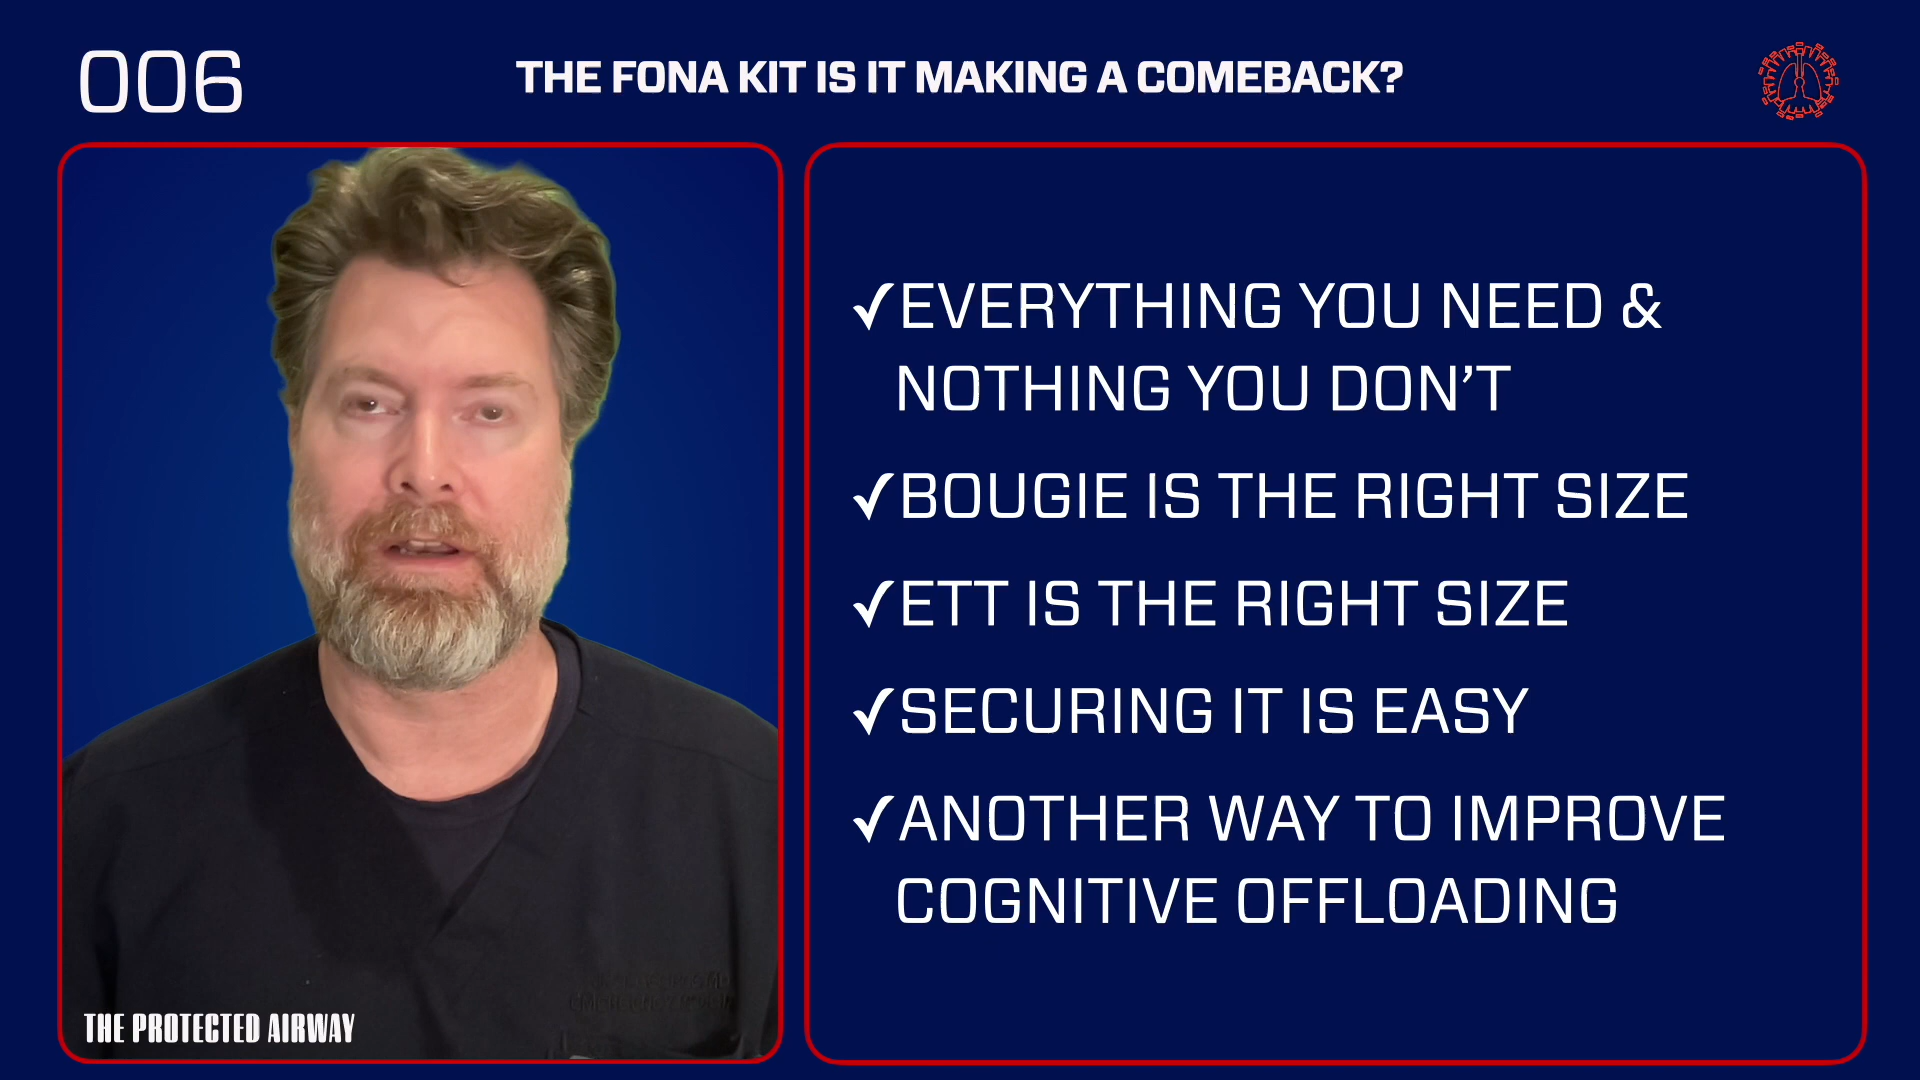 006
THE FONA KIT IS IT MAKING A COMEBACK?
✓EVERYTHING YOU NEED &
NOTHING YOU DON’T
✓BOUGIE IS THE RIGHT SIZE
✓ETT IS THE RIGHT SIZE
✓SECURING IT IS EASY
✓ANOTHER WAY TO IMPROVE
COGNITIVE OFFLOADING
THE PROTECTED AIRWAY